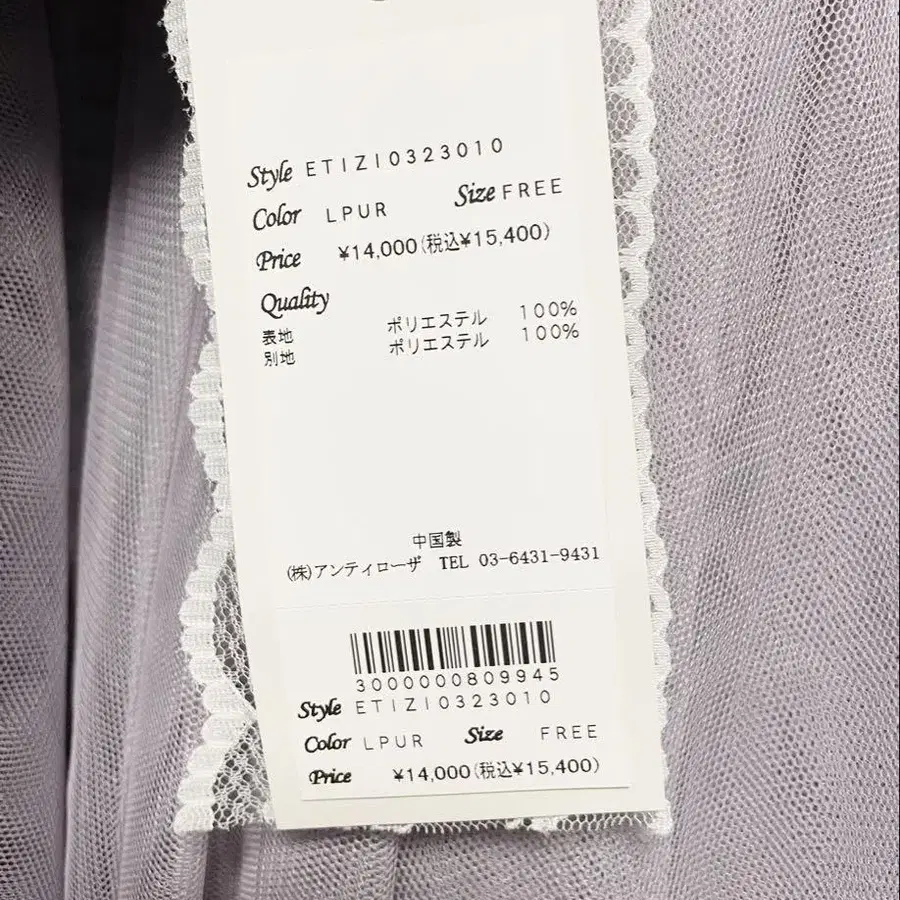 Style ETIZI0323010
Color LPUR Size FREE
Price ¥14,000(税込¥15,400)
Quality
表地 ポリエステル 100%
別地 ポリエステル 100%
中国製
(株)アンティローザ TEL 03-6431-9431
3000000809945
Style ETIZI0323010
Color LPUR Size FREE
Price ¥14,000(税込¥15,400)